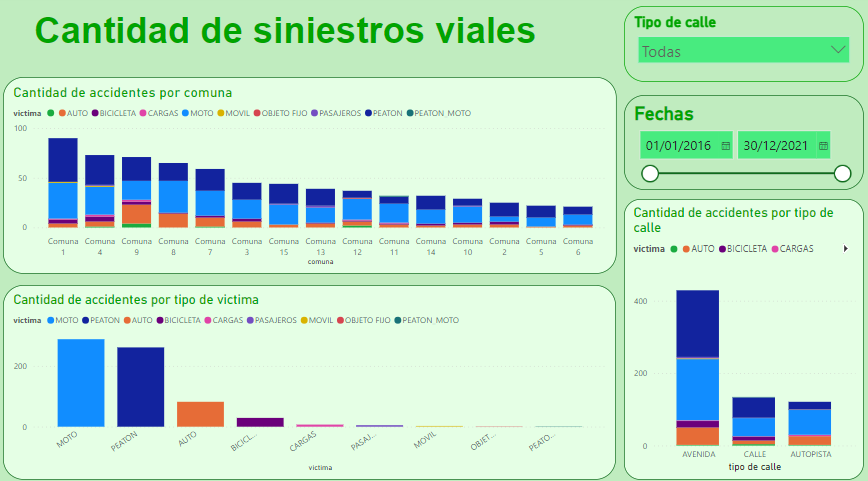 Cantidad de siniestros viales
Tipo de calle
Todas
Fechas
01/01/2016 30/12/2021
Cantidad de accidentes por comuna
victima AUTO BICICLETA CARGAS MOTO MOVIL OBJETO FIJO PASAJEROS PEATON PEATON_MOTO
100
50
0
Comuna Comuna Comuna Comuna Comuna Comuna Comuna Comuna Comuna Comuna Comuna Comuna Comuna Comuna Comuna
1 4 9 8 7 3 15 13 12 11 14 10 2 5 6
comuna
Cantidad de accidentes por tipo de victima
victima MOTO PEATON AUTO BICICLETA CARGAS PASAJEROS MOVIL OBJETO FIJO PEATON_MOTO
200
0
MOTO PEATON AUTO BICICL... CARGAS PASAJ... MOVIL OBJET... PEATO...
victima
Cantidad de accidentes por tipo de
calle
victima AUTO BICICLETA CARGAS
400
200
0
AVENIDA CALLE AUTOPISTA
tipo de calle